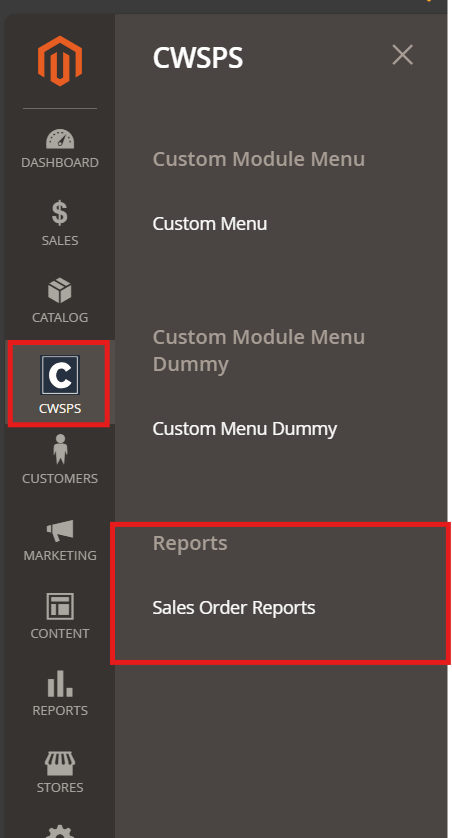 CWSPS
DASHBOARD
SALES
CATALOG
C
CWSPS
CUSTOMERS
MARKETING
CONTENT
REPORTS
STORES
Custom Module Menu
Custom Menu
Custom Module Menu
Dummy
Custom Menu Dummy
Reports
Sales Order Reports